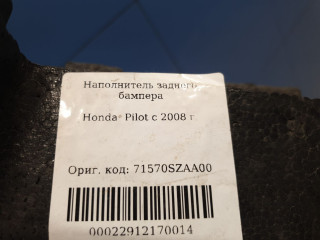 Наполнитель заднего
бампера
Honda Pilot с 2008 г.
Ориг. код: 71570SZAA00
00022912170014